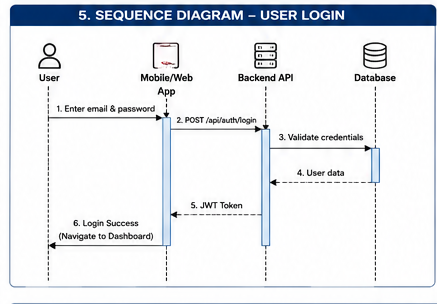 5. SEQUENCE DIAGRAM – USER LOGIN
User
Mobile/Web
App
Backend API
Database
1. Enter email & password
2. POST /api/auth/login
3. Validate credentials
4. User data
5. JWT Token
6. Login Success
(Navigate to Dashboard)